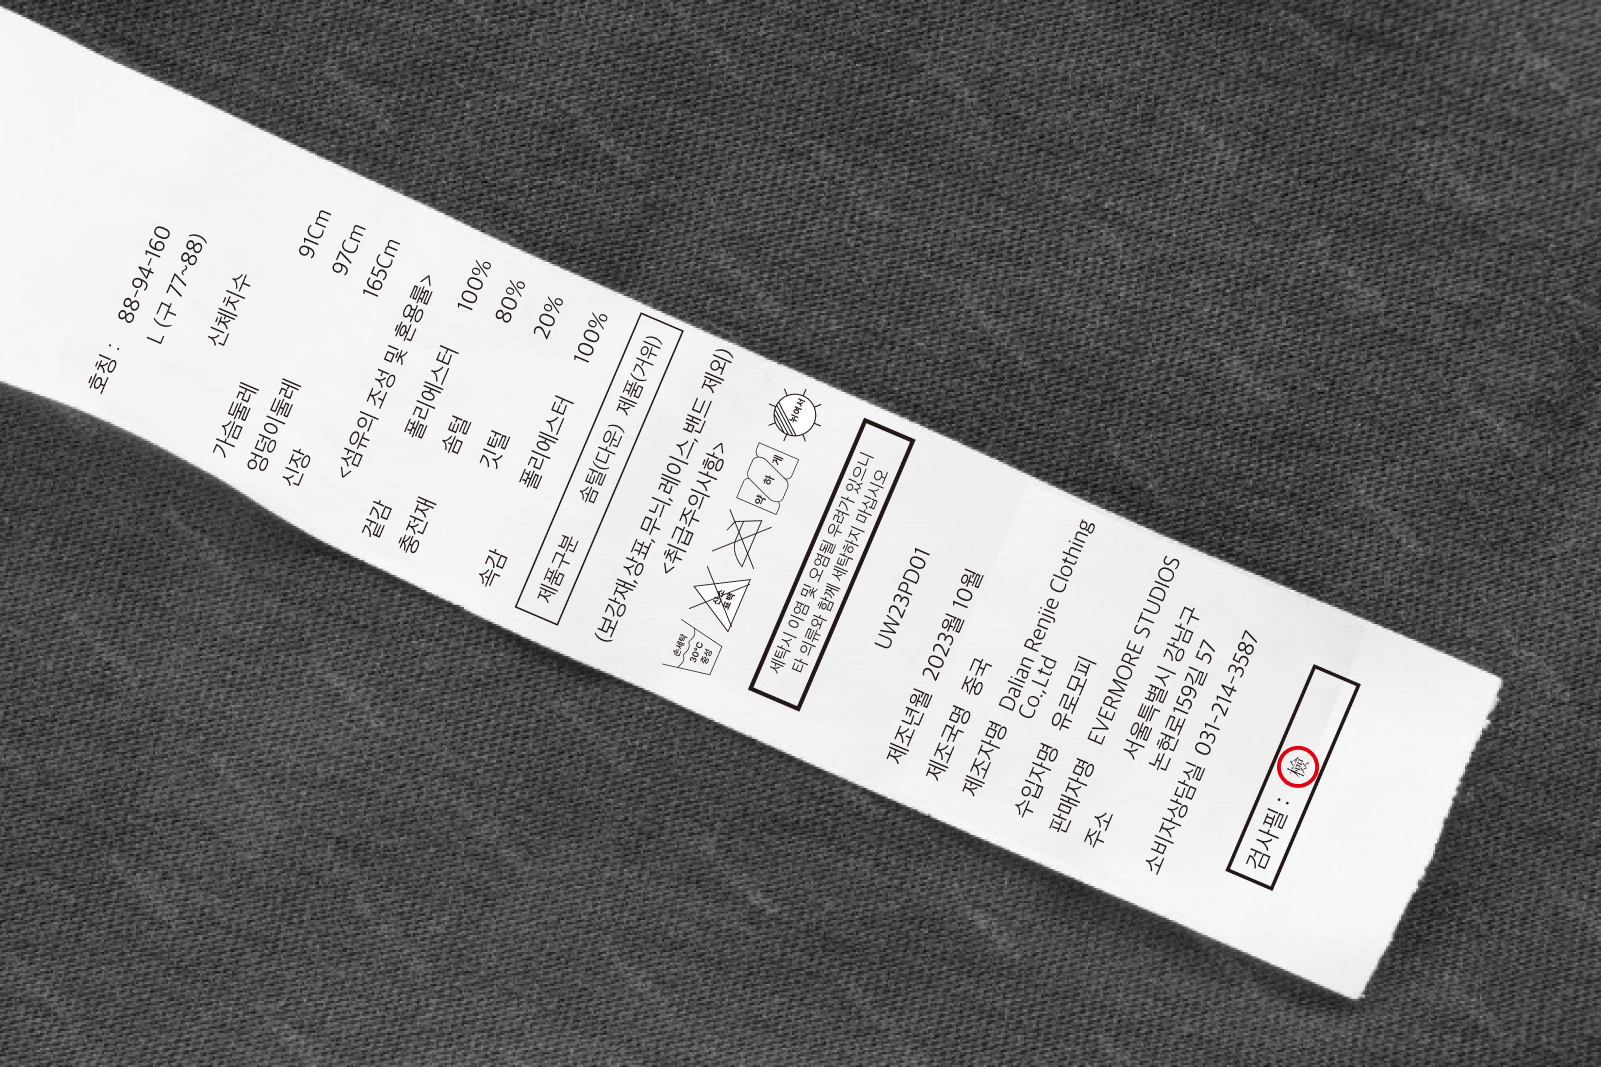 호칭 : 88-94-160
L (구 77~88)
신체치수
가슴둘레 91Cm
엉덩이둘레 97Cm
신장 165Cm
<섬유의 조성 및 혼용률>
겉감 폴리에스터 100%
충전재 솜털 80%
깃털 20%
속감 폴리에스터 100%
제품구분 솜털(다운) 제품(거위)
(보강재,상표,무늬,레이스,밴드 제외)
<취급주의사항>
손세탁
30°C
중성
산소
표백
약 하 게
뉘여서
세탁시 이염 및 오염될 우려가 있으니
타 의류와 함께 세탁하지 마십시오
UW23PD01
제조년월 2023월 10월
제조국명 중국
제조자명 Dalian Renjie Clothing
Co.,Ltd
수입자명 유로모피
판매자명 EVERMORE STUDIOS
주소 서울특별시 강남구
논현로159길 57
소비자상담실 031-214-3587
검사필 : 檢